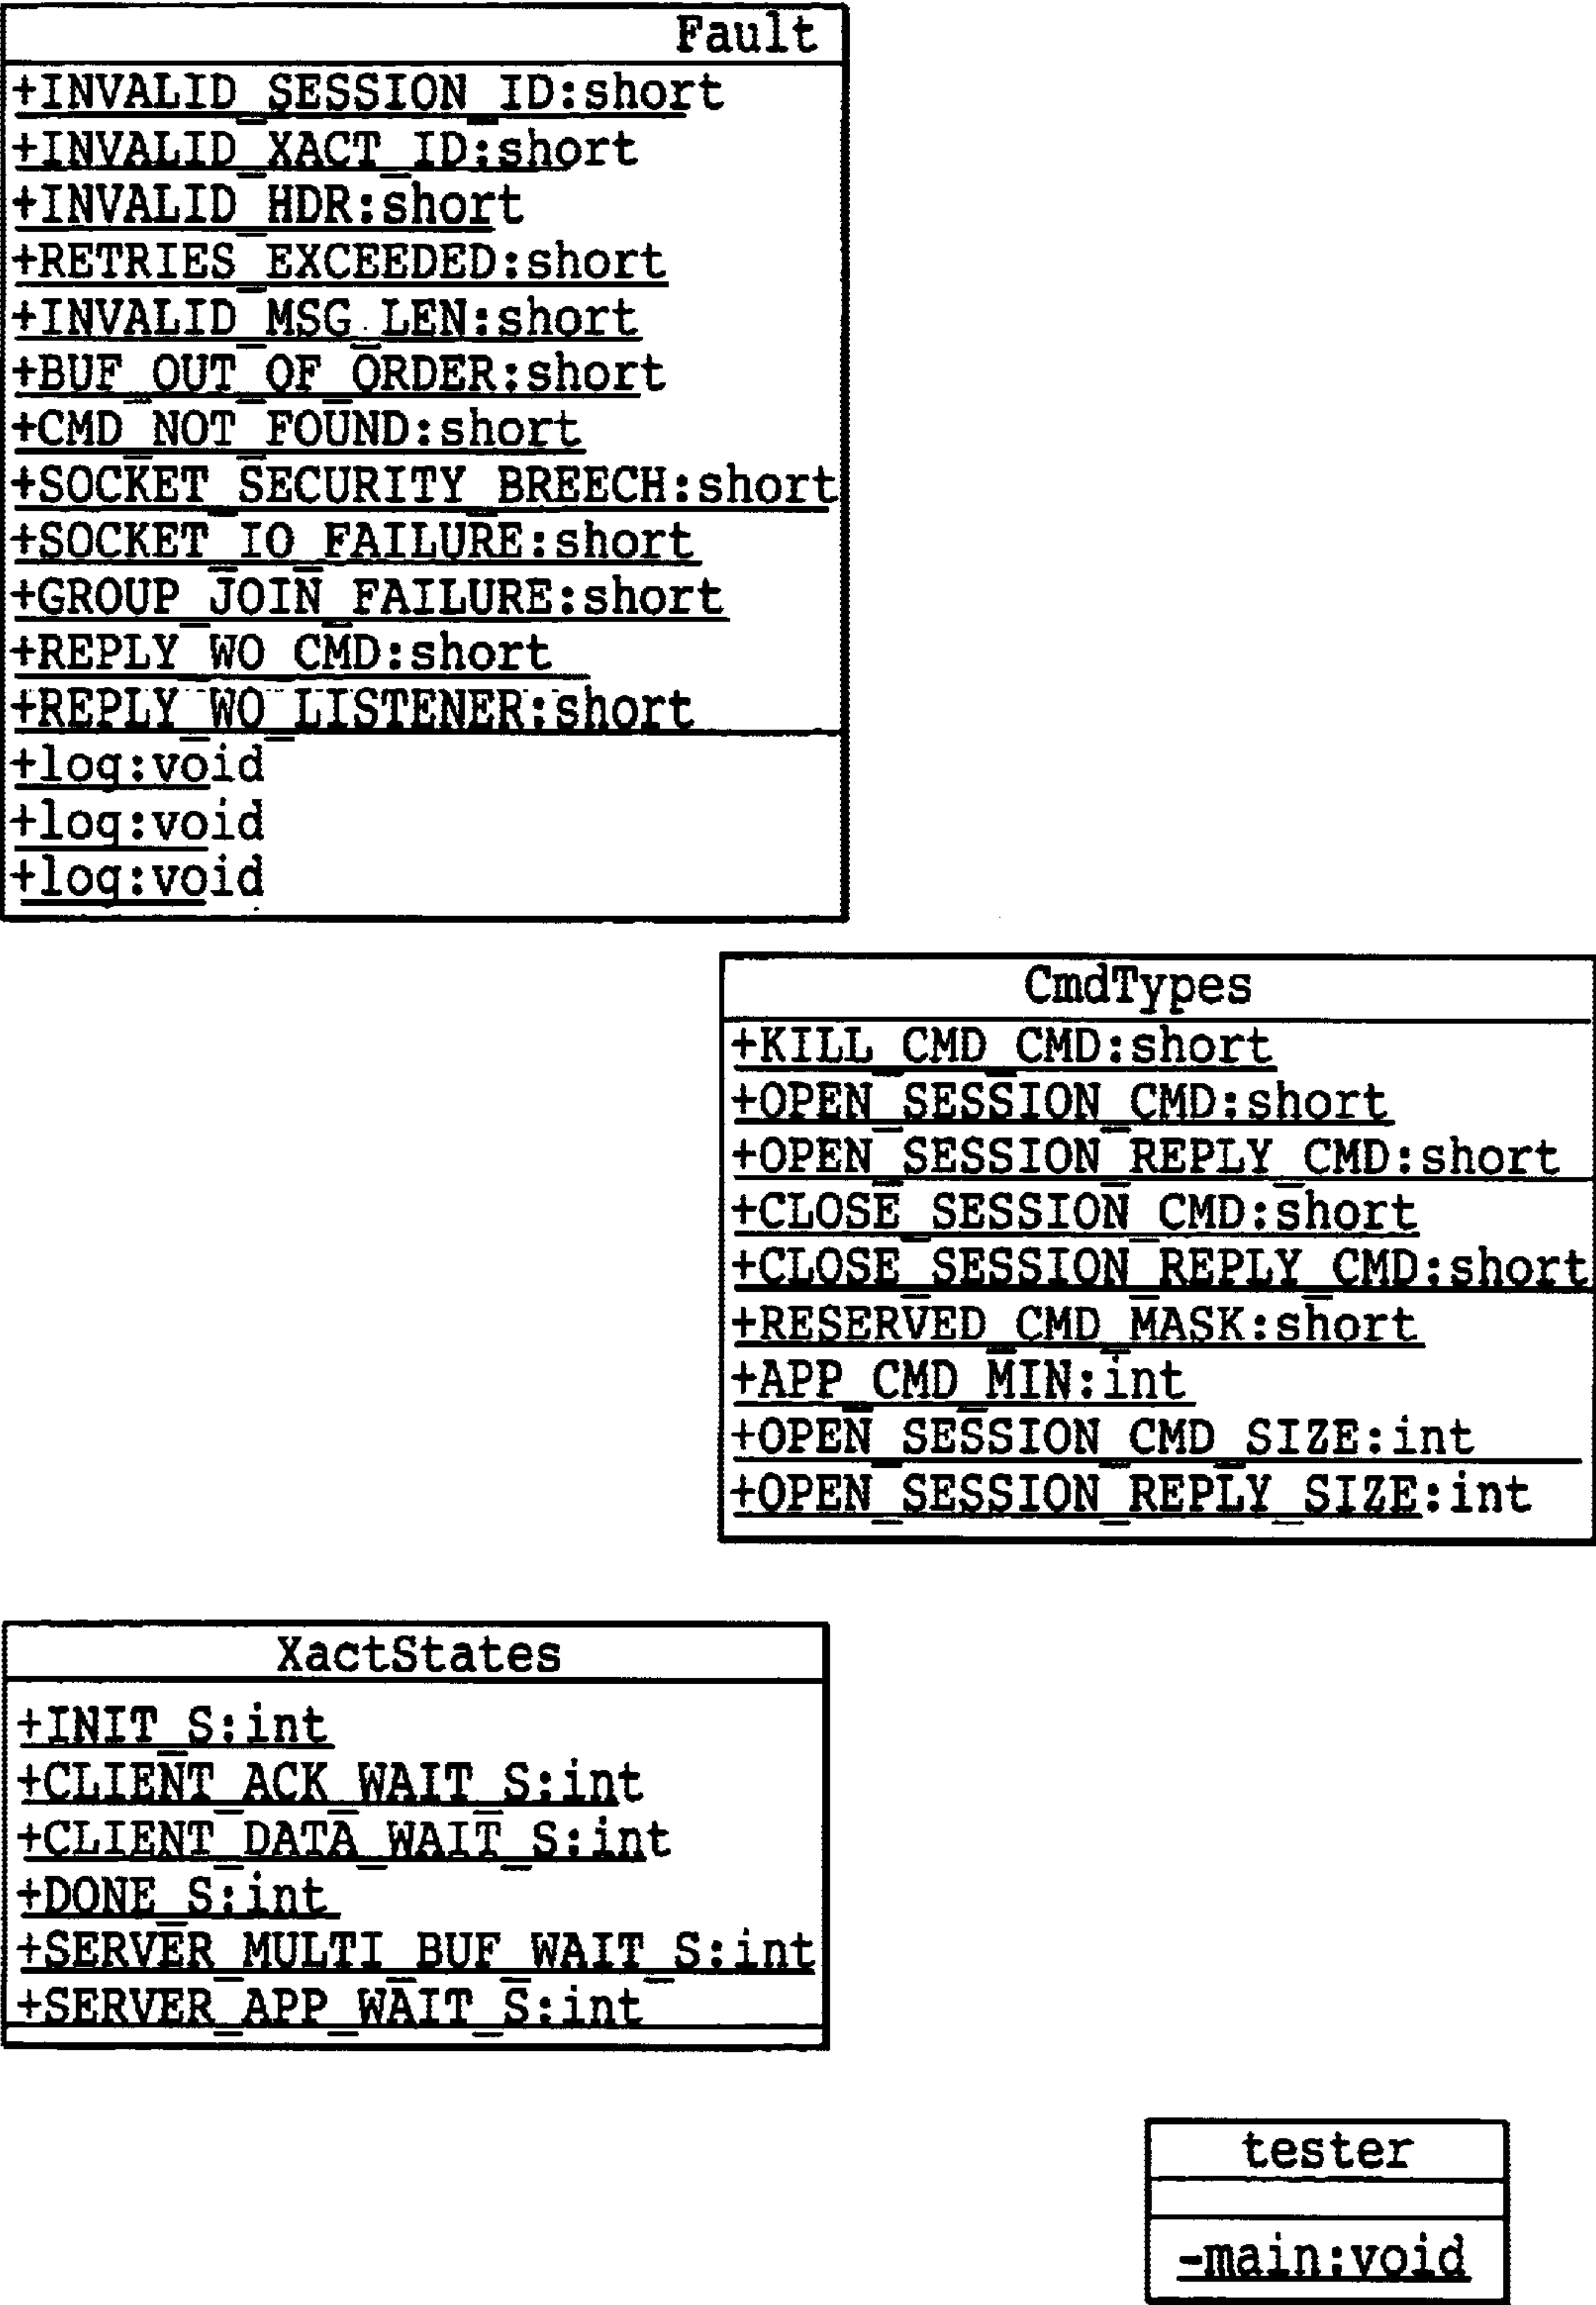 Fault
+INVALID_SESSION_ID:short
+INVALID_XACT_ID:short
+INVALID_HDR:short
+RETRIES_EXCEEDED:short
+INVALID_MSG_LEN:short
+BUF_OUT_OF_ORDER:short
+CMD_NOT_FOUND:short
+SOCKET_SECURITY_BREECH:short
+SOCKET_IO_FAILURE:short
+GROUP_JOIN_FAILURE:short
+REPLY_WO_CMD:short
+REPLY_WO_LISTENER:short
+log:void
+log:void
+log:void
CmdTypes
+KILL_CMD_CMD:short
+OPEN_SESSION_CMD:short
+OPEN_SESSION_REPLY_CMD:short
+CLOSE_SESSION_CMD:short
+CLOSE_SESSION_REPLY_CMD:short
+RESERVED_CMD_MASK:short
+APP_CMD_MIN:int
+OPEN_SESSION_CMD_SIZE:int
+OPEN_SESSION_REPLY_SIZE:int
XactStates
+INIT_S:int
+CLIENT_ACK_WAIT_S:int
+CLIENT_DATA_WAIT_S:int
+DONE_S:int
+SERVER_MULTI_BUF_WAIT_S:int
+SERVER_APP_WAIT_S:int
tester
-main:void